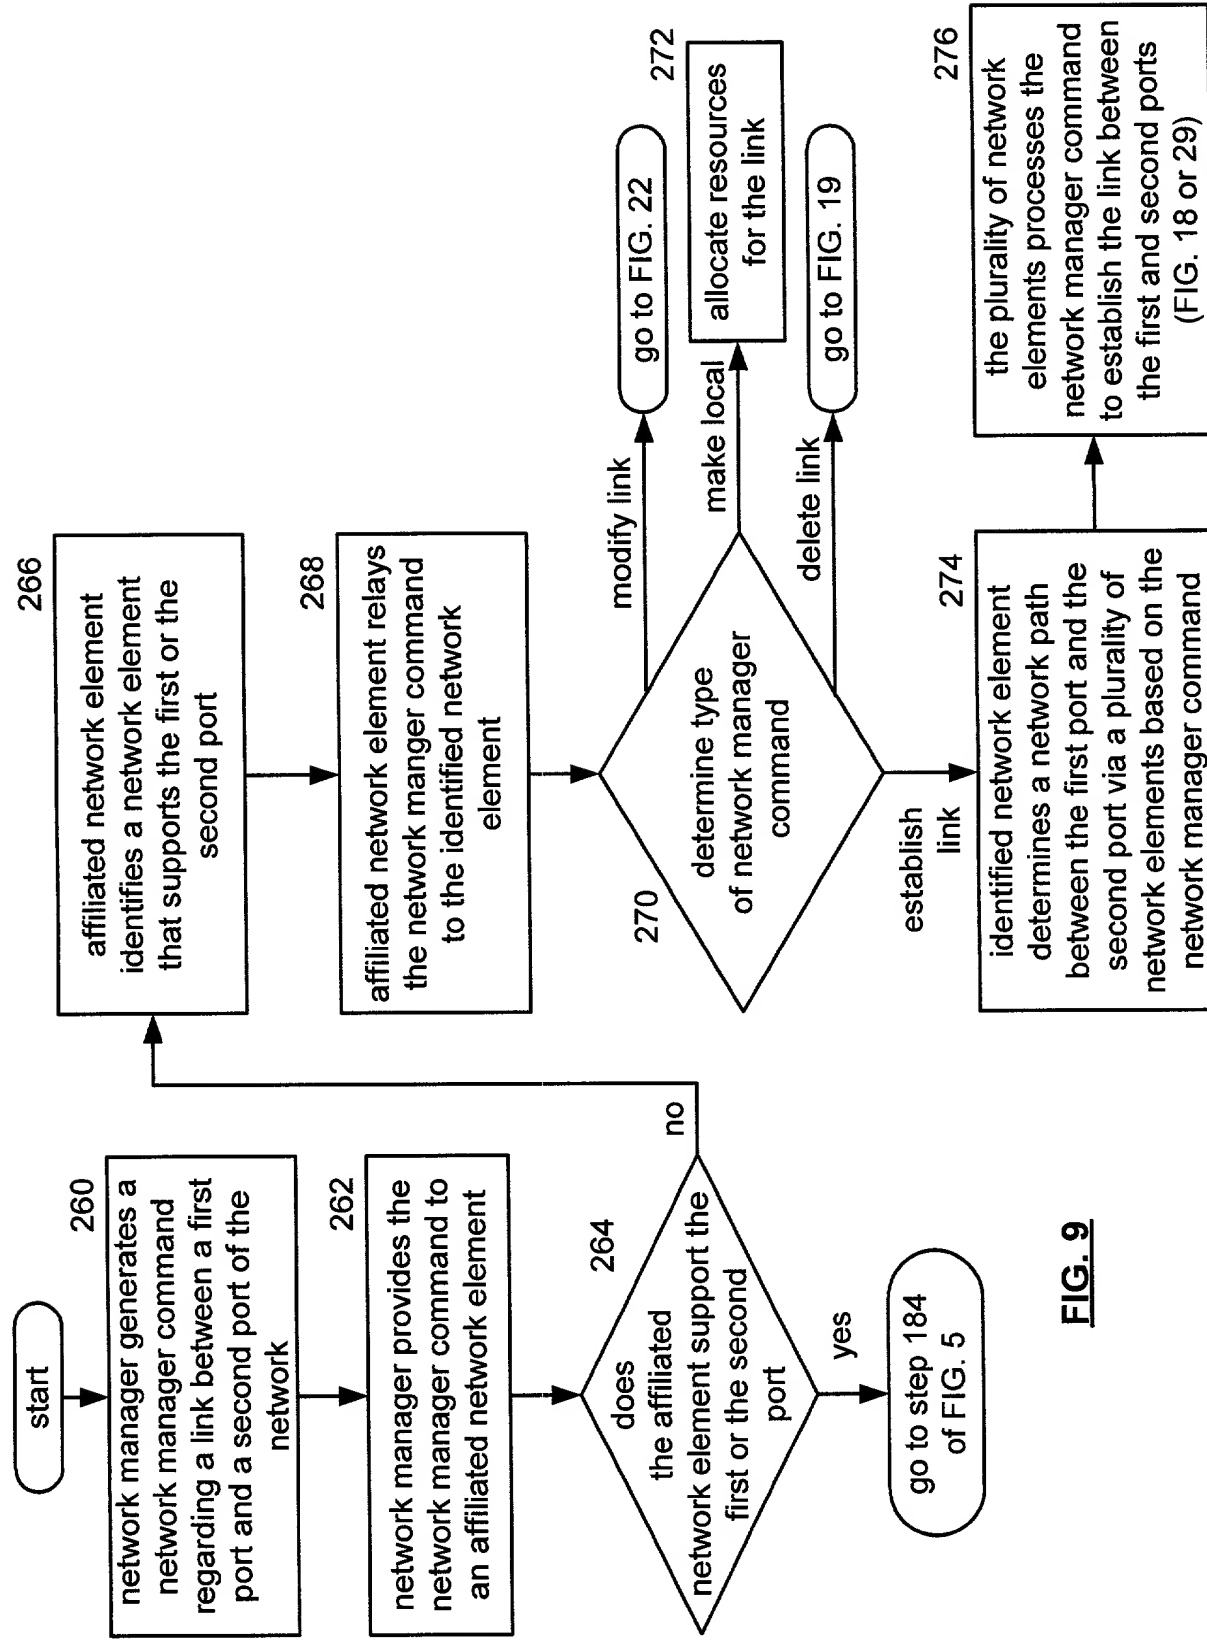 start
260
network manager generates a
network manager command
regarding a link between a first
port and a second port of the
network
262
network manager provides the
network manager command to
an affiliated network element
264
does
the affiliated
network element support the
first or the second
port
no
yes
go to step 184
of FIG. 5
266
affiliated network element
identifies a network element
that supports the first or the
second port
268
affiliated network element relays
the network manger command
to the identified network
element
270
determine type
of network manager
command
modify link
go to FIG. 22
make local
272
allocate resources
for the link
delete link
go to FIG. 19
establish
link
274
identified network element
determines a network path
between the first port and the
second port via a plurality of
network elements based on the
network manager command
276
the plurality of network
elements processes the
network manager command
to establish the link between
the first and second ports
(FIG. 18 or 29)
FIG. 9